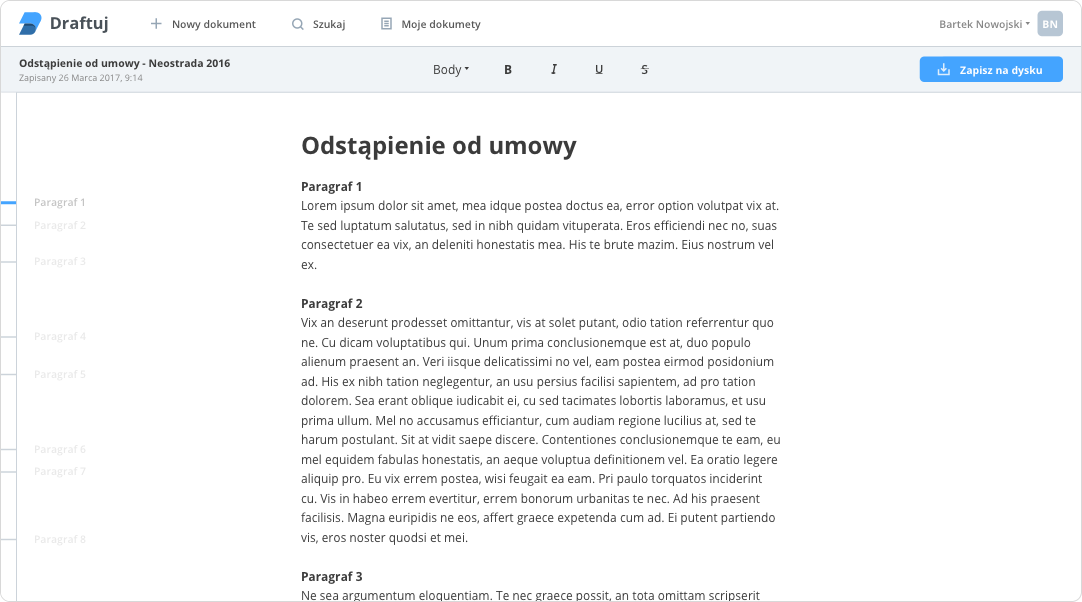 Draftuj
Nowy dokument
Szukaj
Moje dokumety
Bartek Nowojski
BN
Odstąpienie od umowy - Neostrada 2016
Zapisany 26 Marca 2017, 9:14
Body
B
I
U
S
Zapisz na dysku
Paragraf 1
Paragraf 2
Paragraf 3
Paragraf 4
Paragraf 5
Paragraf 6
Paragraf 7
Paragraf 8
Odstąpienie od umowy
Paragraf 1
Lorem ipsum dolor sit amet, mea idque postea doctus ea, error option volutpat vix at.
Te sed luptatum salutatus, sed in nibh quidam vituperata. Eros efficiendi nec no, suas
consectetuer ea vix, an deleniti honestatis mea. His te brute mazim. Eius nostrum vel
ex.
Paragraf 2
Vix an deserunt prodesset omittantur, vis at solet putant, odio tation referrentur quo
ne. Cu dicam voluptatibus qui. Unum prima conclusionemque est at, duo populo
alienum praesent an. Veri iisque delicatissimi no vel, eam postea eirmod posidonium
ad. His ex nibh tation neglegentur, an usu persius facilisi sapientem, ad pro tation
dolorem. Sea erant oblique iudicabit ei, cu sed tacimates lobortis laboramus, et usu
prima ullum. Mel no accusamus efficiantur, cum audiam regione lucilius at, sed te
harum postulant. Sit at vidit saepe discere. Contentiones conclusionemque te eam, eu
mel equidem fabulas honestatis, an aeque voluptua definitionem vel. Ea oratio legere
aliquip pro. Eu vix errem postea, wisi feugait ea eam. Pri paulo torquatos inciderint
cu. Vis in habeo errem evertitur, errem bonorum urbanitas te nec. Ad his praesent
facilisis. Magna euripidis ne eos, affert graece expetenda cum ad. Ei putent partiendo
vis, eros noster quodsi et mei.
Paragraf 3
Ne sea argumentum eloquentiam. Te nec graece possit, an tota omittam scripserit